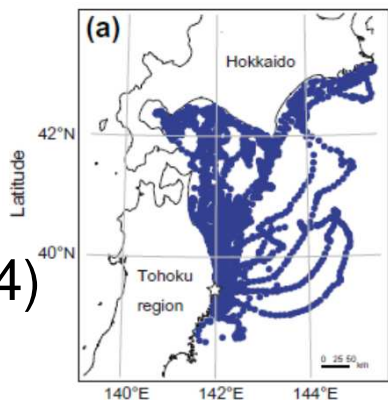 (a)
Hokkaido
42°N
Latitude
40°N
4)
Tohoku
region
0 25 50
km
140°E 142°E 144°E